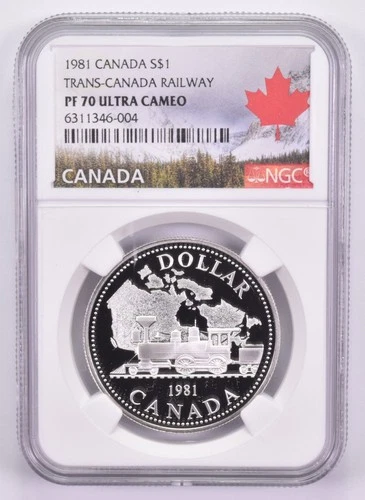 1981 CANADA S$1
TRANS-CANADA RAILWAY
PF 70 ULTRA CAMEO
6311346-004
CANADA
NGC
DOLLAR
1981
CANADA